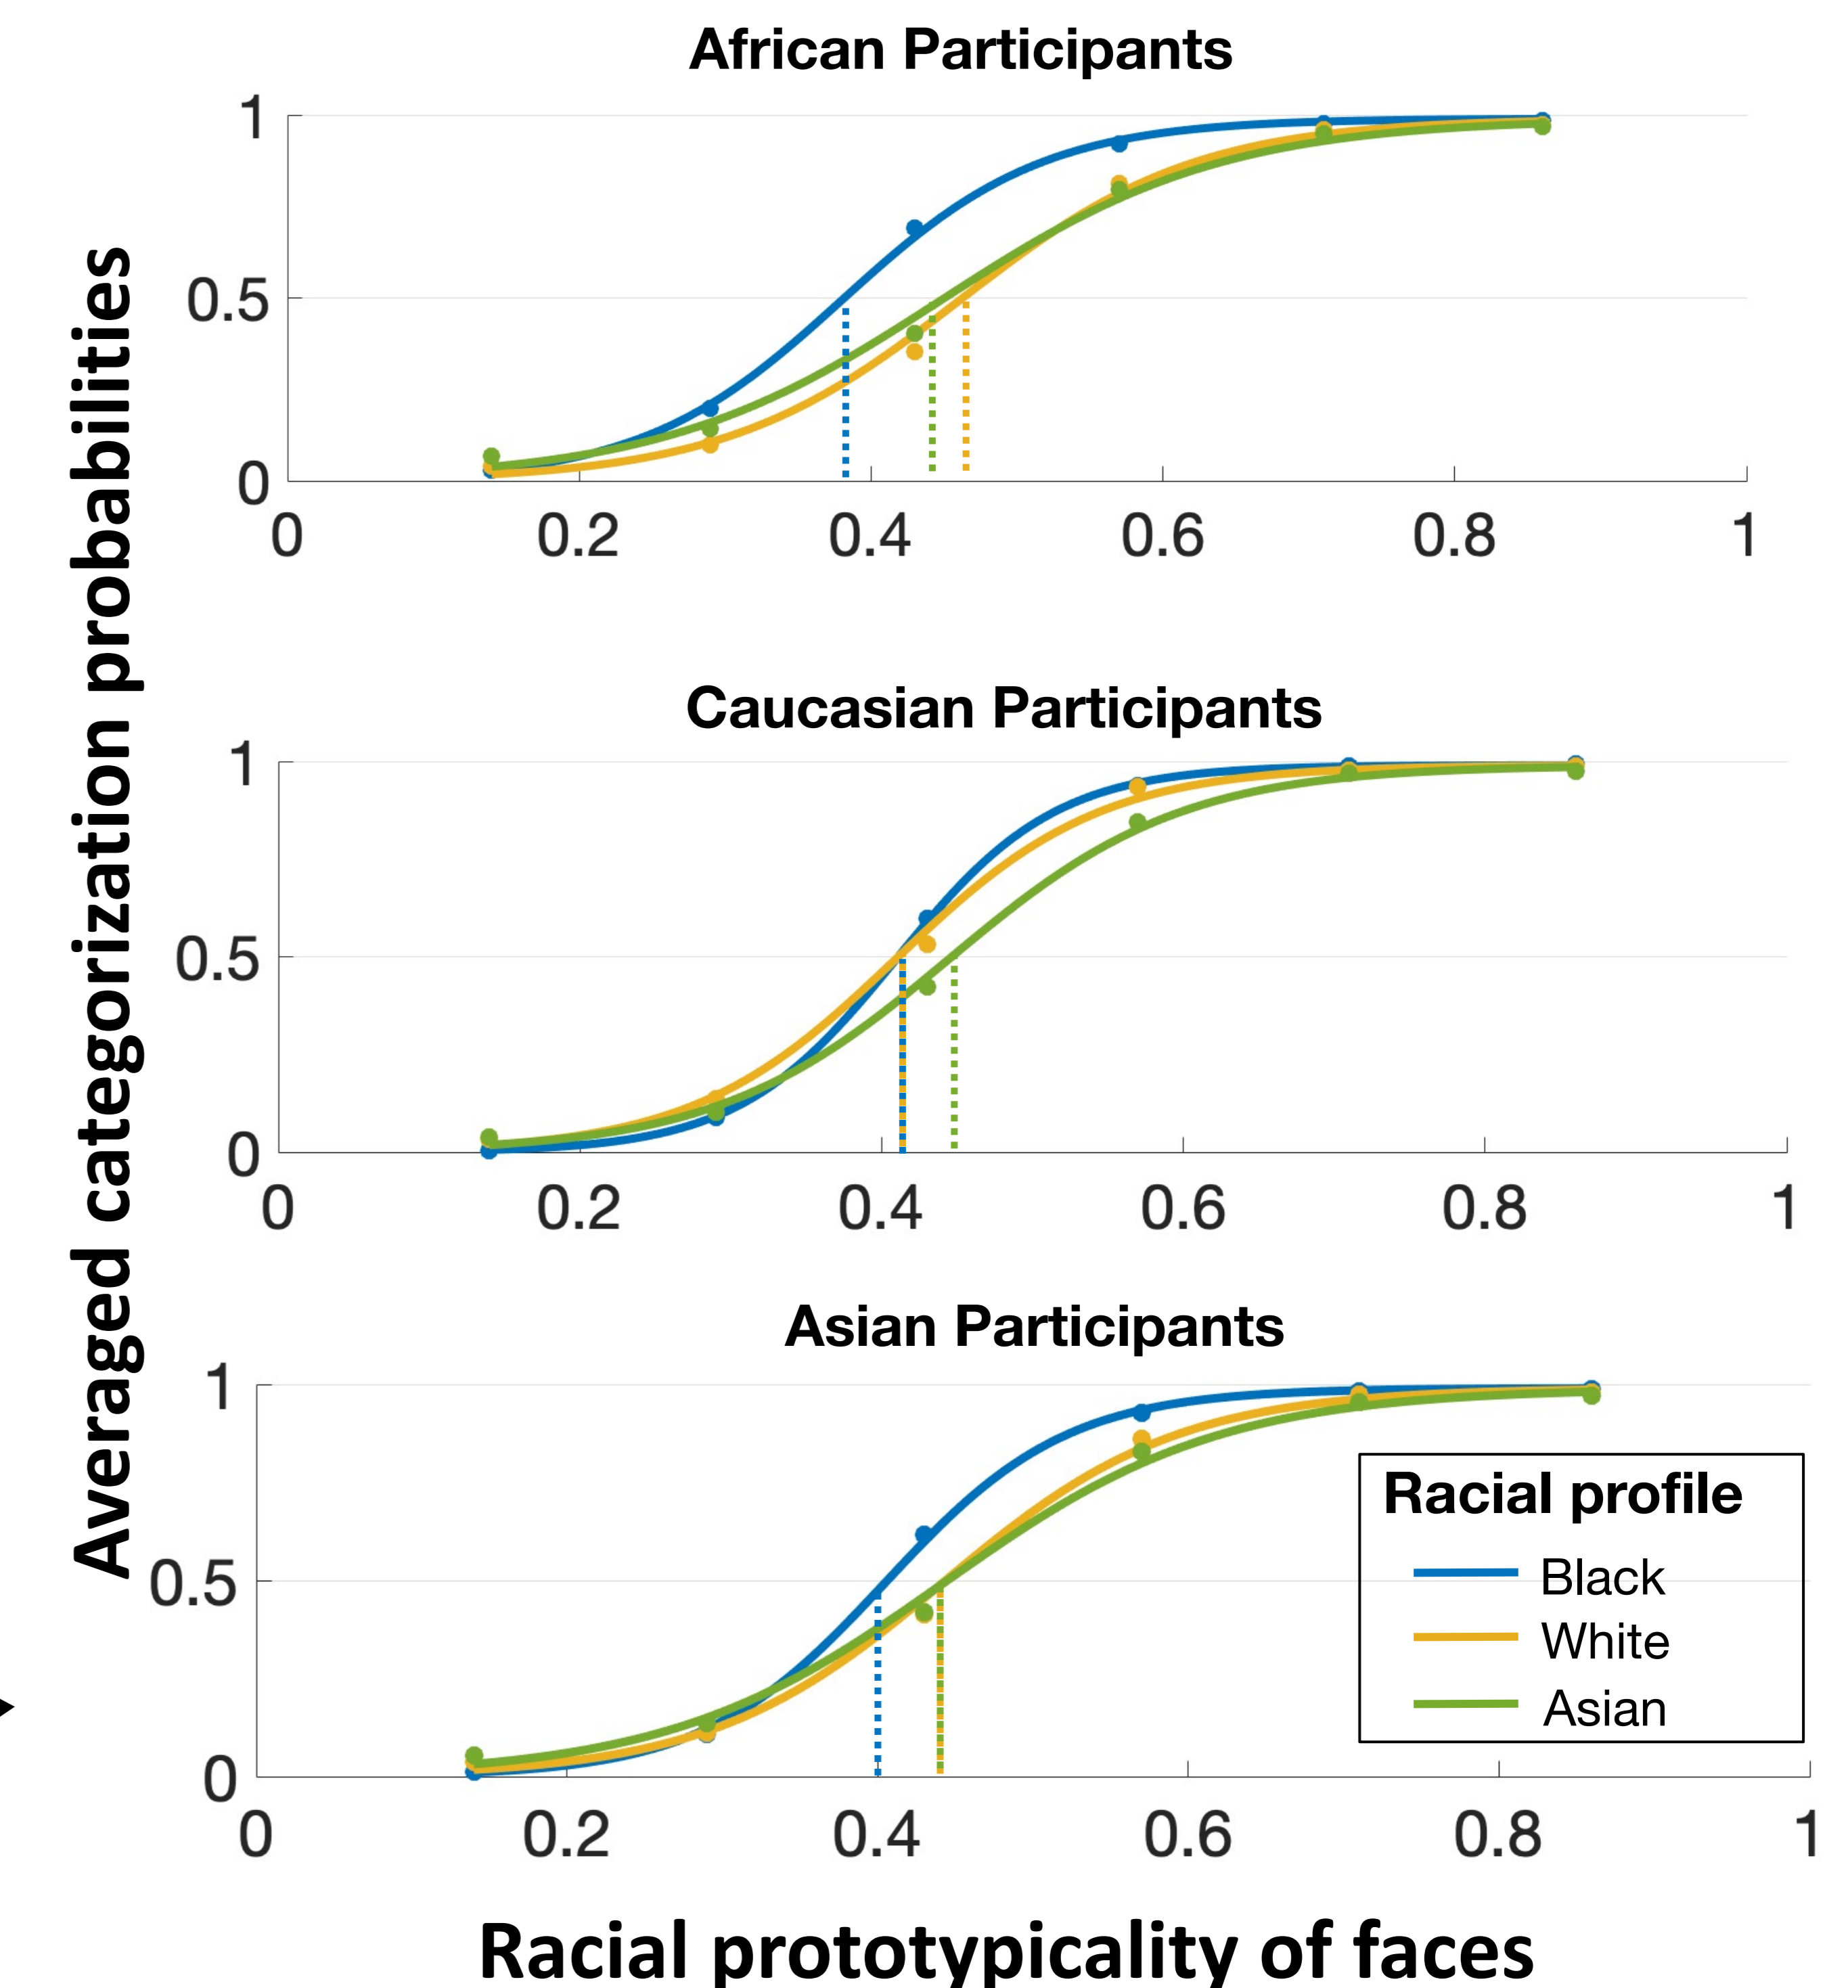 African Participants
1
0.5
0
0 0.2 0.4 0.6 0.8 1
Averaged categorization probabilities
Caucasian Participants
1
0.5
0
0 0.2 0.4 0.6 0.8 1
Asian Participants
1
0.5
0
0 0.2 0.4 0.6 0.8 1
Racial profile
Black
White
Asian
Racial prototypicality of faces